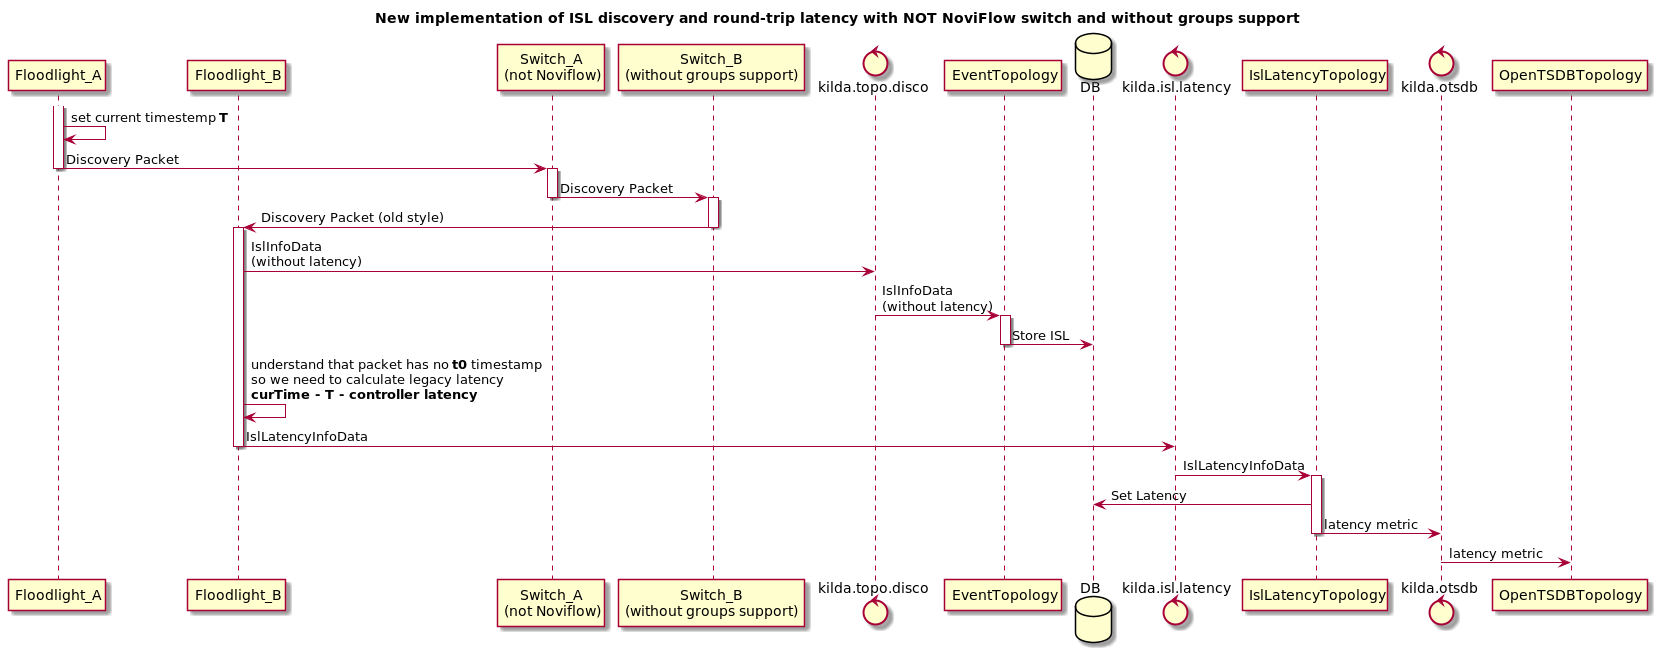 New implementation of ISL discovery and round-trip latency with NOT NoviFlow switch and without groups support
Floodlight_A
Floodlight_B
Switch_A
(not Noviflow)
Switch_B
(without groups support)
kilda.topo.disco
EventTopology
DB
kilda.isl.latency
IslLatencyTopology
kilda.otsdb
OpenTSDBTopology
set current timestemp T
Discovery Packet
Discovery Packet
Discovery Packet (old style)
IslInfoData
(without latency)
IslInfoData
(without latency)
Store ISL
understand that packet has no t0 timestamp
so we need to calculate legacy latency
curTime - T - controller latency
IslLatencyInfoData
IslLatencyInfoData
Set Latency
latency metric
latency metric
Floodlight_A
Floodlight_B
Switch_A
(not Noviflow)
Switch_B
(without groups support)
kilda.topo.disco
EventTopology
DB
kilda.isl.latency
IslLatencyTopology
kilda.otsdb
OpenTSDBTopology